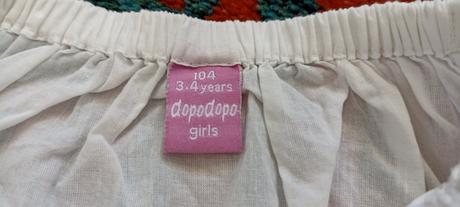 104
3.4 years
dopodopo
girls